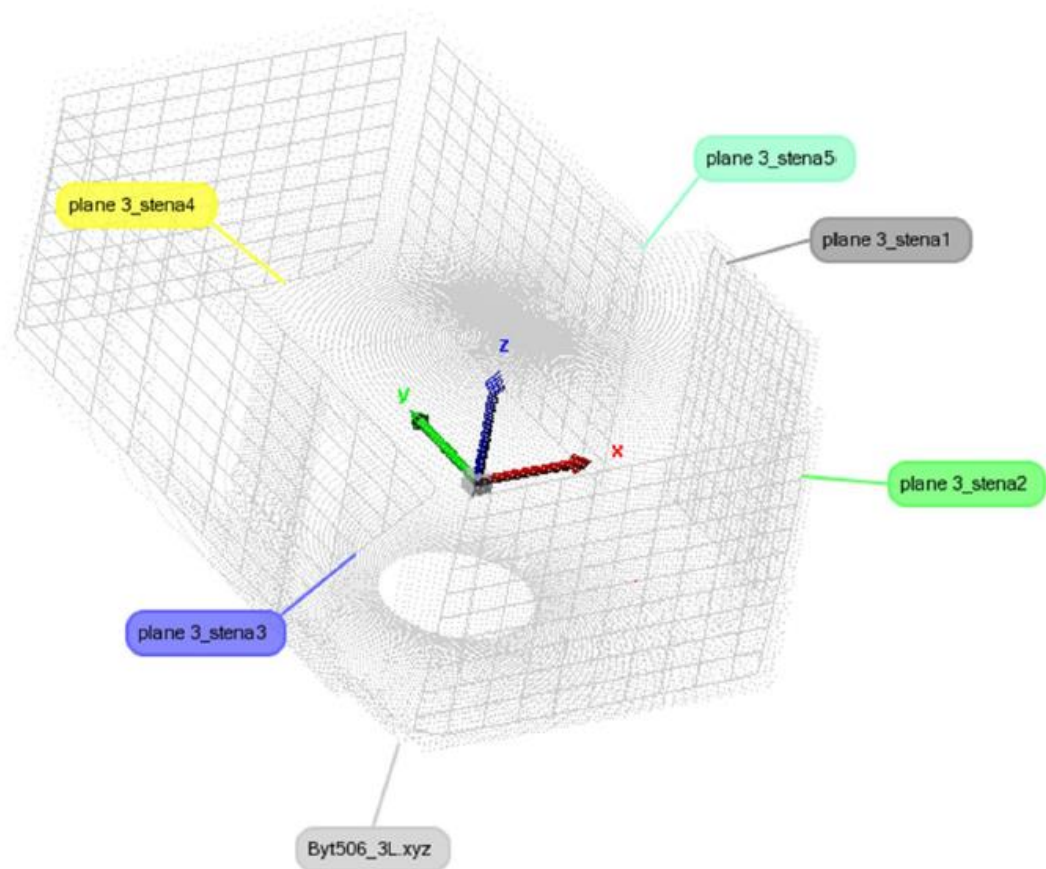 plane 3_stena5
plane 3_stena4
plane 3_stena1
z
y
x
plane 3_stena2
plane 3_stena3
Byt506_3L.xyz